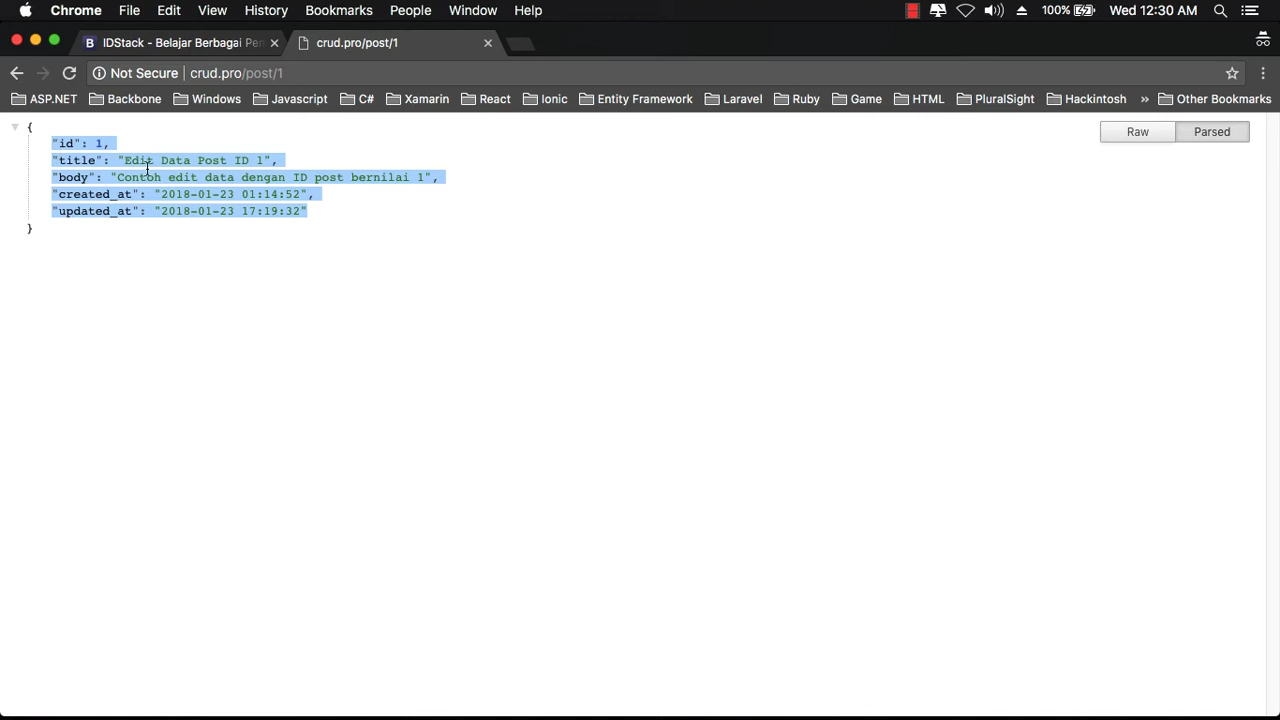 Chrome File Edit View History Bookmarks People Window Help 100% Wed 12:30 AM
IDStack - Belajar Berbagai Pen crud.pro/post/1
Not Secure crud.pro/post/1
ASP.NET Backbone Windows Javascript C# Xamarin React Ionic Entity Framework Laravel Ruby Game HTML PluralSight Hackintosh » Other Bookmarks
Raw Parsed
{
"id": 1,
"title": "Edit Data Post ID 1",
"body": "Contoh edit data dengan ID post bernilai 1",
"created_at": "2018-01-23 01:14:52",
"updated_at": "2018-01-23 17:19:32"
}